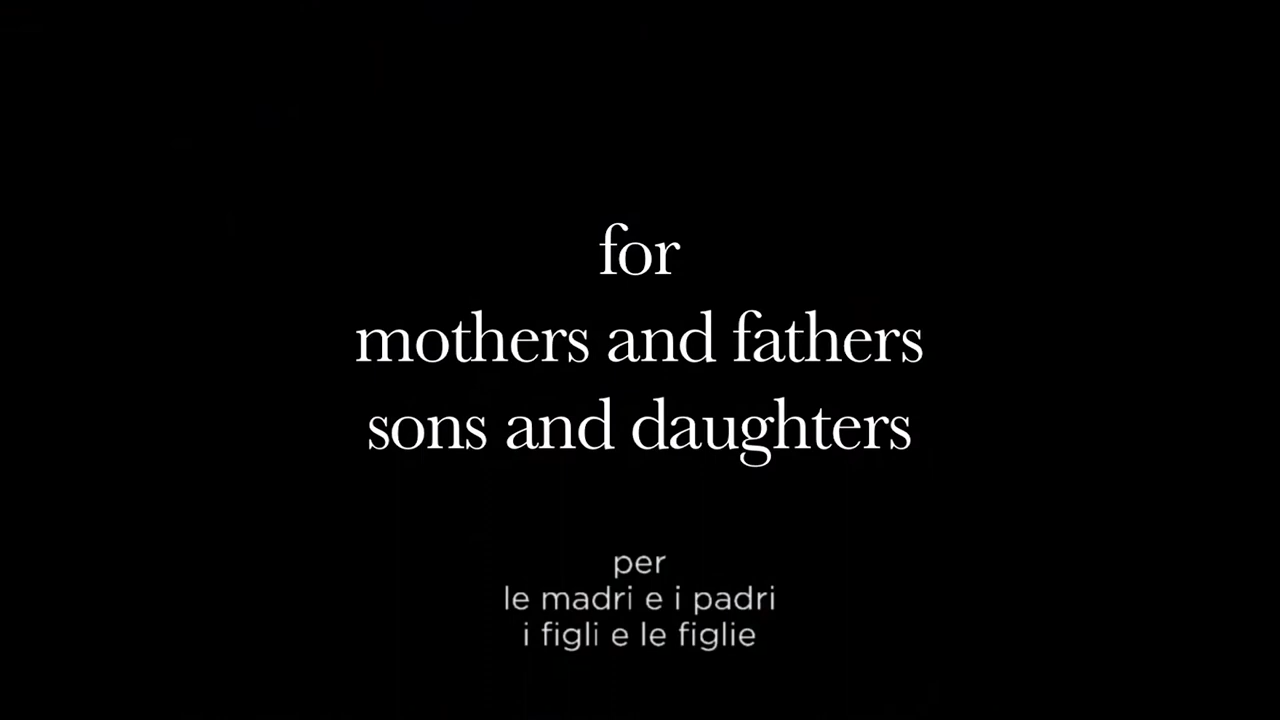 for
mothers and fathers
sons and daughters
per
le madri e i padri
i figli e le figlie